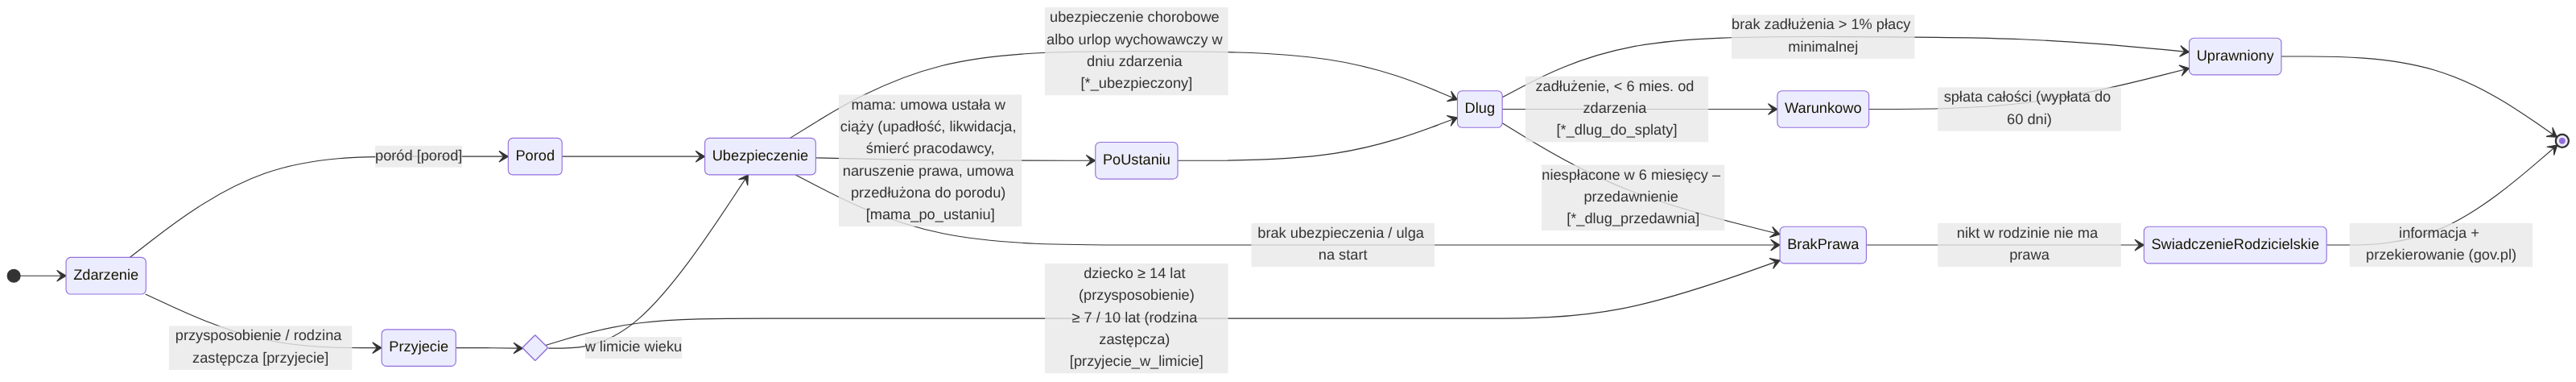 ubezpieczenie chorobowe
albo urlop wychowawczy w
dniu zdarzenia
[*_ubezpieczony]
brak zadłużenia > 1% płacy
minimalnej
Uprawniony
mama: umowa ustała w
ciąży (upadłość, likwidacja,
śmierć pracodawcy,
naruszenie prawa, umowa
przedłużona do porodu)
[mama_po_ustaniu]
Dlug
zadłużenie, < 6 mies. od
zdarzenia
[*_dlug_do_splaty]
Warunkowo
spłata całości (wypłata do
60 dni)
poród [porod]
Porod
Ubezpieczenie
PoUstaniu
niespłacone w 6 miesięcy –
przedawnienie
[*_dlug_przedawnia]
brak ubezpieczenia / ulga
na start
BrakPrawa
nikt w rodzinie nie ma
prawa
SwiadczenieRodzicielskie
informacja +
przekierowanie (gov.pl)
Zdarzenie
przysposobienie / rodzina
zastępcza [przyjecie]
Przyjecie
w limicie wieku
dziecko ≥ 14 lat
(przysposobienie)
≥ 7 / 10 lat (rodzina
zastępcza)
[przyjecie_w_limicie]